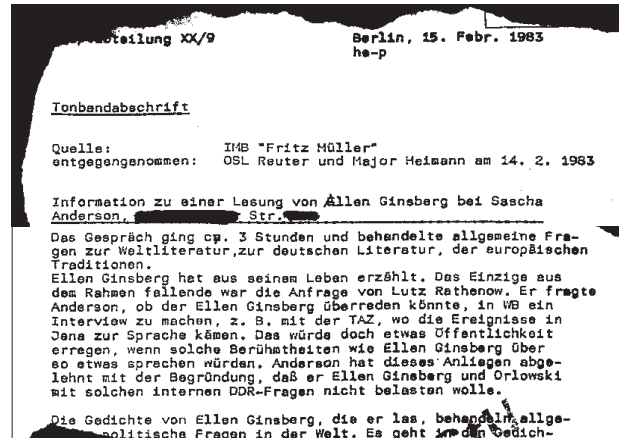 teilung XX/9 Berlin, 15. Febr. 1983
he-p
Tonbandabschrift
Quelle: IMB "Fritz Müller"
entgegengenommen: OSL Reuter und Major Heimann am 14. 2. 1983
Information zu einer Lesung von Allen Ginsberg bei Sascha
Anderson, Str.
Das Gespräch ging ca. 3 Stunden und behandelte allgemeine Fra-
gen zur Weltliteratur,zur deutschen Literatur, der europäischen
Traditionen.
Ellen Ginsberg hat aus seinem Leben erzählt. Das Einzige aus
dem Rahmen fallende war die Anfrage von Lutz Rathenow. Er fragte
Anderson, ob der Ellen Ginsberg überreden könnte, in WB ein
Interview zu machen, z. B. mit der TAZ, wo die Ereignisse in
Jena zur Sprache kämen. Das würde doch etwas Öffentlichkeit
erregen, wenn solche Berühmtheiten wie Ellen Ginsberg über
so etwas sprechen würden. Anderson hat dieses Anliegen abge-
lehnt mit der Begründung, daß er Ellen Ginsberg und Orlowski
mit solchen internen DDR-Fragen nicht belasten wolle.
Die Gedichte von Ellen Ginsberg, die er las, behandeln allge-
politische Fragen in der Welt. Es geht in den Gedich-